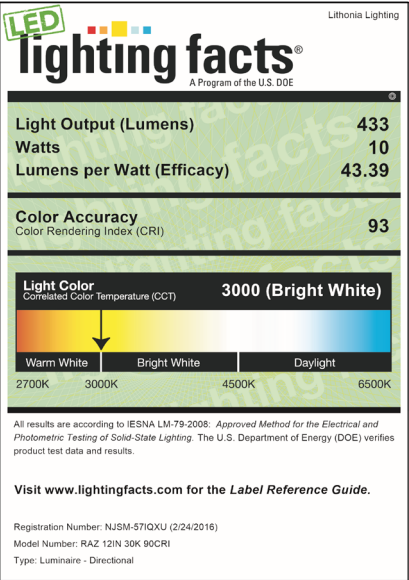 Lithonia Lighting
LED
lighting facts®
A Program of the U.S. DOE
Light Output (Lumens) 433
Watts 10
Lumens per Watt (Efficacy) 43.39
Color Accuracy
Color Rendering Index (CRI) 93
Light Color
Correlated Color Temperature (CCT) 3000 (Bright White)
Warm White Bright White Daylight
2700K 3000K 4500K 6500K
All results are according to IESNA LM-79-2008: Approved Method for the Electrical and
Photometric Testing of Solid-State Lighting. The U.S. Department of Energy (DOE) verifies
product test data and results.
Visit www.lightingfacts.com for the Label Reference Guide.
Registration Number: NJSM-57IQXU (2/24/2016)
Model Number: RAZ 12IN 30K 90CRI
Type: Luminaire - Directional